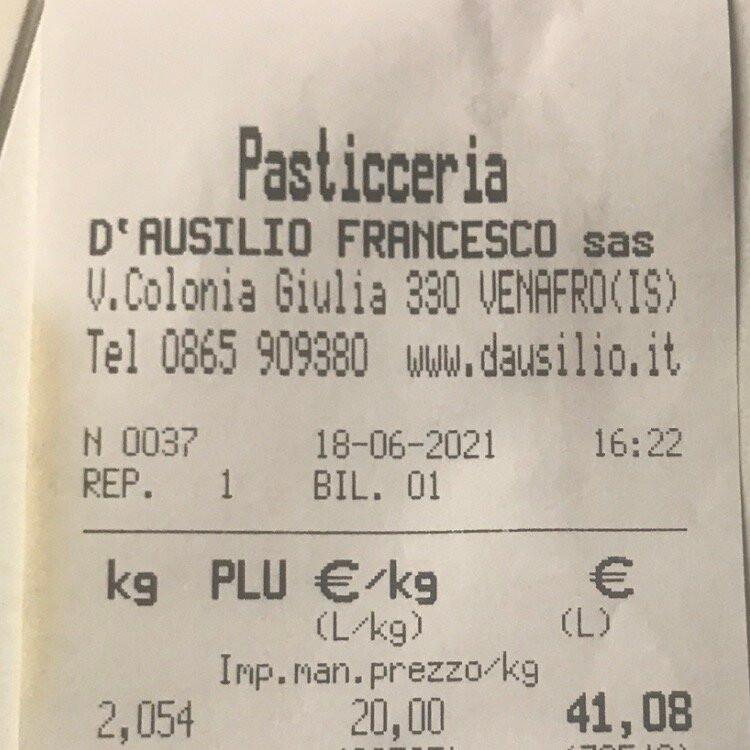 Pasticceria
D'AUSILIO FRANCESCO sas
V.Colonia Giulia 330 VENAFRO(IS)
Tel 0865 909380 www.dausilio.it
N 0037 18-06-2021 16:22
REP. 1 BIL. 01
kg PLU €/kg €
(L/kg) (L)
Imp.man.prezzo/kg
2,054 20,00 41,08